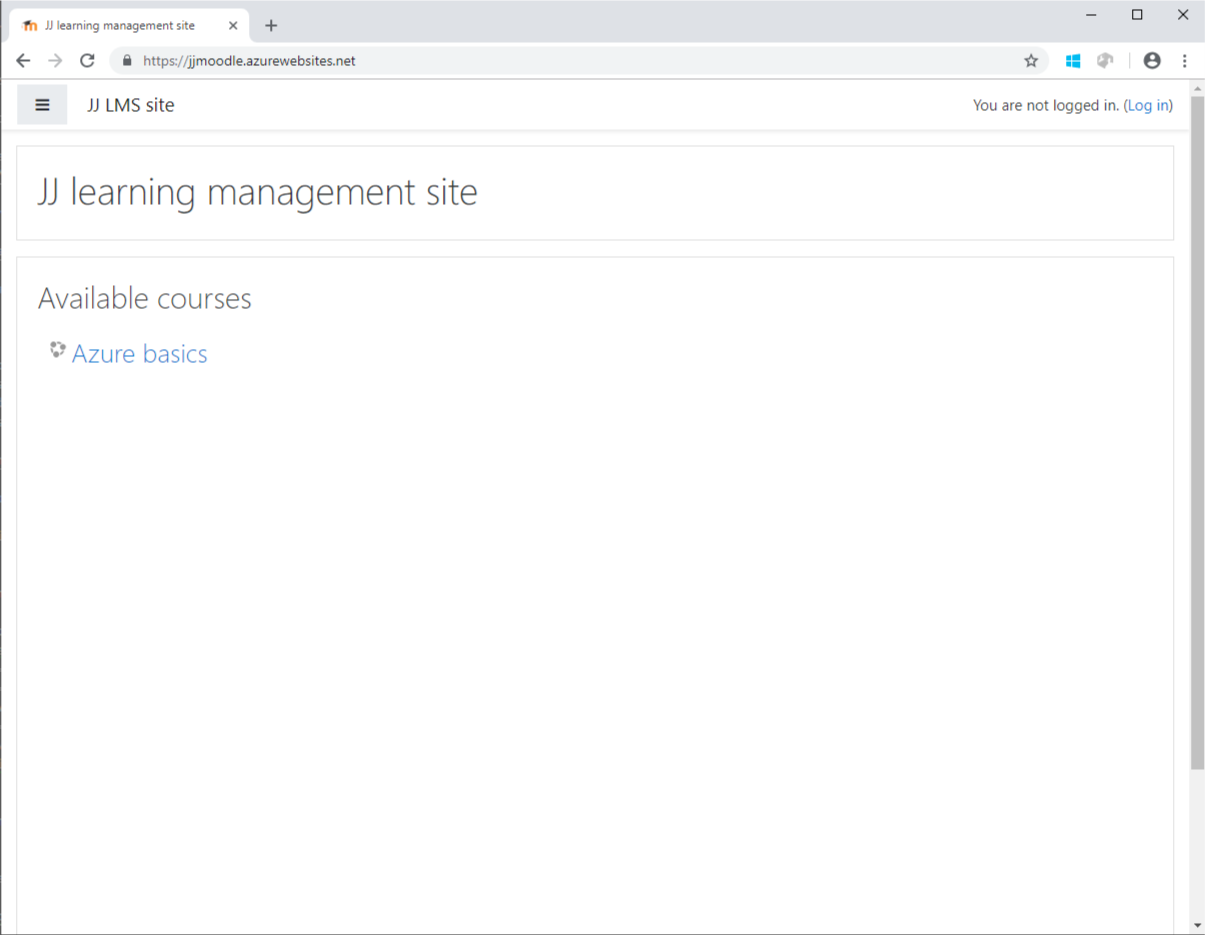 JJ learning management site
https://jjmoodle.azurewebsites.net
JJ LMS site
You are not logged in. (Log in)
JJ learning management site
Available courses
Azure basics